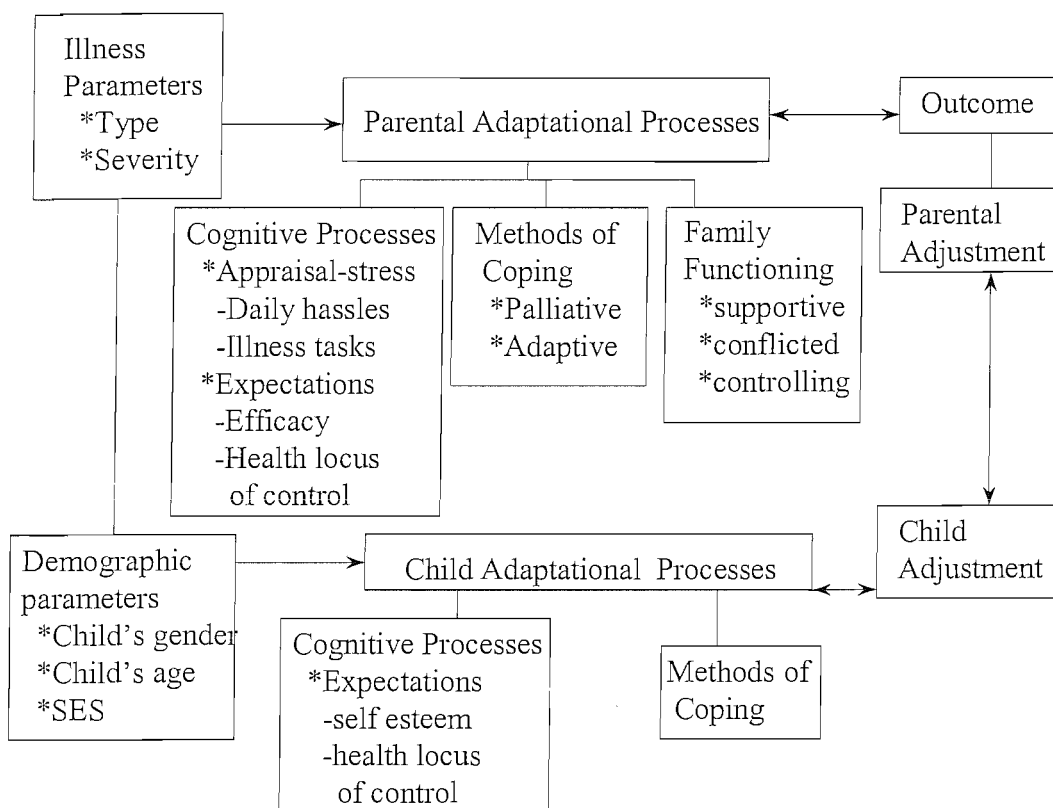 Illness
Parameters
*Type
*Severity
Parental Adaptational Processes
Outcome
Cognitive Processes
*Appraisal-stress
-Daily hassles
-Illness tasks
*Expectations
-Efficacy
-Health locus
of control
Methods of
Coping
*Palliative
*Adaptive
Family
Functioning
*supportive
*conflicted
*controlling
Parental
Adjustment
Demographic
parameters
*Child's gender
*Child's age
*SES
Child Adaptational Processes
Child
Adjustment
Cognitive Processes
*Expectations
-self esteem
-health locus
of control
Methods of
Coping